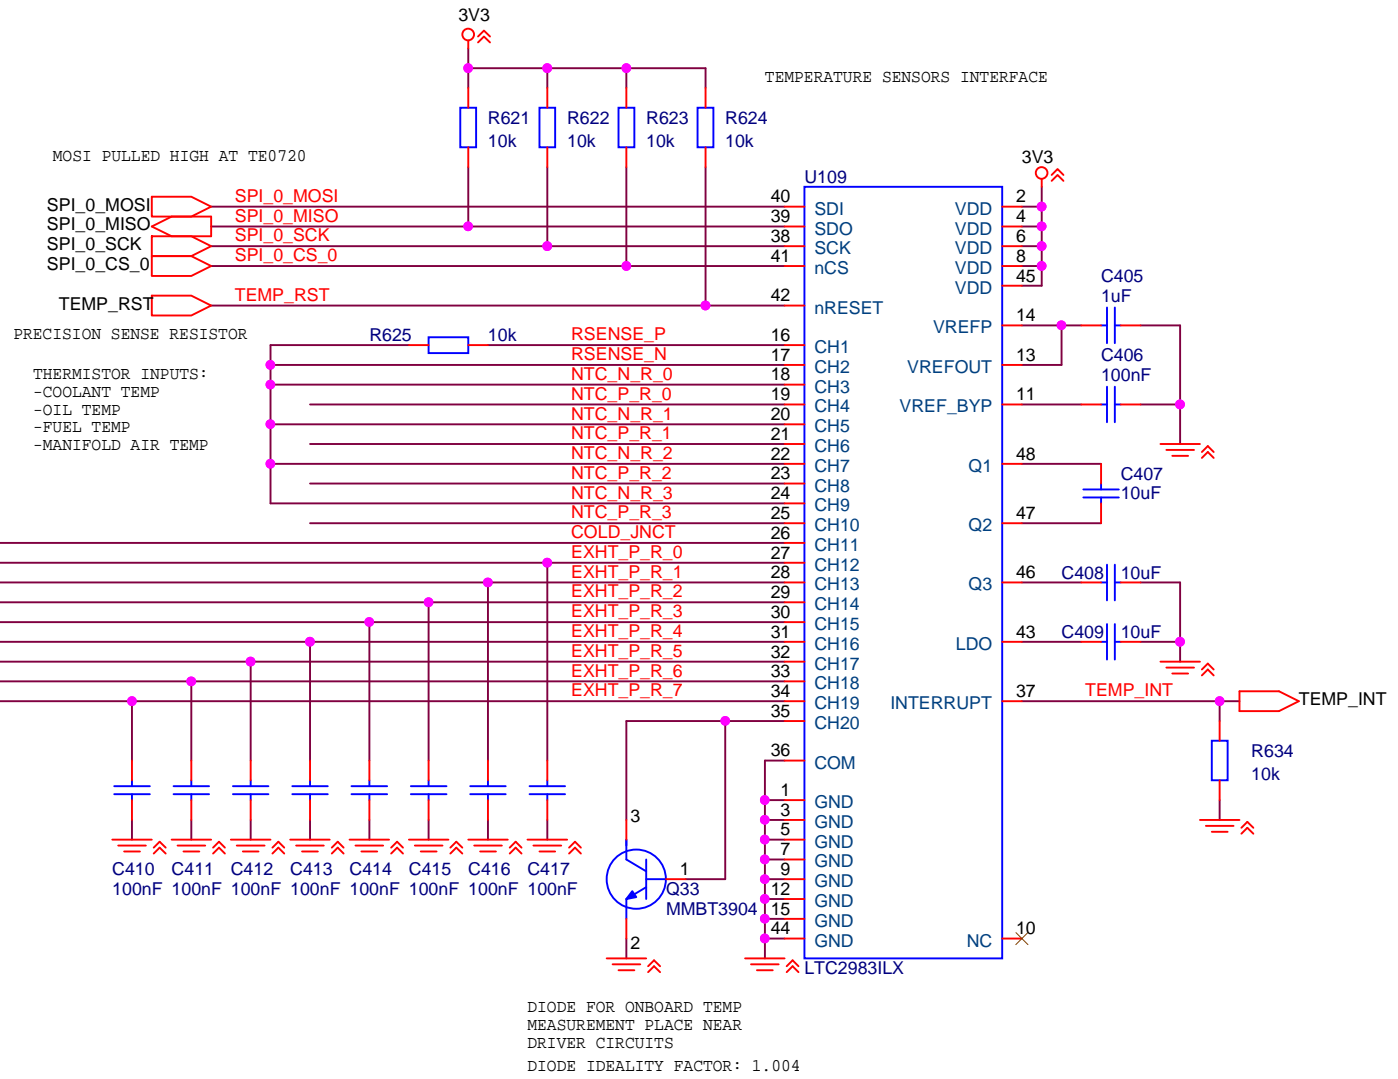 3V3
TEMPERATURE SENSORS INTERFACE
R621
10k
R622
10k
R623
10k
R624
10k
MOSI PULLED HIGH AT TE0720
3V3
U109
SPI_0_MOSI SPI_0_MOSI 40 SDI
SPI_0_MISO SPI_0_MISO 39 SDO
SPI_0_SCK SPI_0_SCK 38 SCK
SPI_0_CS_0 SPI_0_CS_0 41 nCS
TEMP_RST TEMP_RST 42 nRESET
VDD 2
VDD 4
VDD 6
VDD 8
VDD 45
PRECISION SENSE RESISTOR
R625 10k
THERMISTOR INPUTS:
-COOLANT TEMP
-OIL TEMP
-FUEL TEMP
-MANIFOLD AIR TEMP
RSENSE_P 16 CH1
RSENSE_N 17 CH2
NTC_N_R_0 18 CH3
NTC_P_R_0 19 CH4
NTC_N_R_1 20 CH5
NTC_P_R_1 21 CH6
NTC_N_R_2 22 CH7
NTC_P_R_2 23 CH8
NTC_N_R_3 24 CH9
NTC_P_R_3 25 CH10
COLD_JNCT 26 CH11
EXHT_P_R_0 27 CH12
EXHT_P_R_1 28 CH13
EXHT_P_R_2 29 CH14
EXHT_P_R_3 30 CH15
EXHT_P_R_4 31 CH16
EXHT_P_R_5 32 CH17
EXHT_P_R_6 33 CH18
EXHT_P_R_7 34 CH19
35 CH20
36 COM
1 GND
3 GND
5 GND
7 GND
9 GND
12 GND
15 GND
44 GND
VREFP 14
C405
1uF
VREFOUT 13
C406
100nF
VREF_BYP 11
Q1 48
C407
10uF
Q2 47
Q3 46
C408 10uF
LDO 43
C409 10uF
INTERRUPT 37 TEMP_INT TEMP_INT
R634
10k
NC 10
LTC2983ILX
C410
100nF
C411
100nF
C412
100nF
C413
100nF
C414
100nF
C415
100nF
C416
100nF
C417
100nF
3
1
Q33
MMBT3904
2
DIODE FOR ONBOARD TEMP
MEASUREMENT PLACE NEAR
DRIVER CIRCUITS
DIODE IDEALITY FACTOR: 1.004